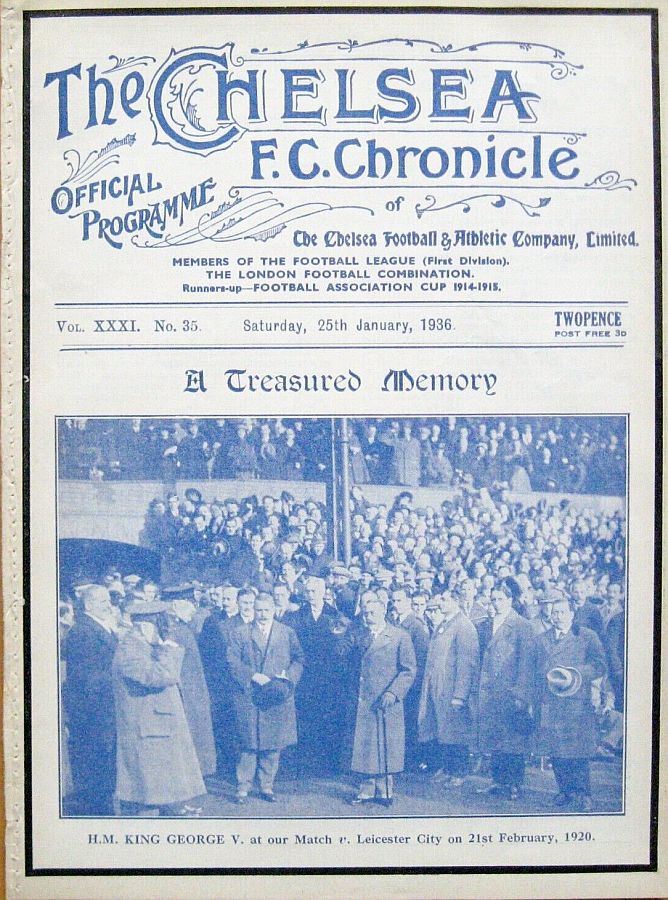 The CHELSEA
F.C. Chronicle
OFFICIAL
PROGRAMME
of
The Chelsea Football & Athletic Company, Limited.
MEMBERS OF THE FOOTBALL LEAGUE (First Division).
THE LONDON FOOTBALL COMBINATION.
Runners-up—FOOTBALL ASSOCIATION CUP 1914-1915.
VOL. XXXI. No. 35. Saturday, 25th January, 1936. TWOPENCE
POST FREE 3D
A Treasured Memory
H.M. KING GEORGE V. at our Match v. Leicester City on 21st February, 1920.